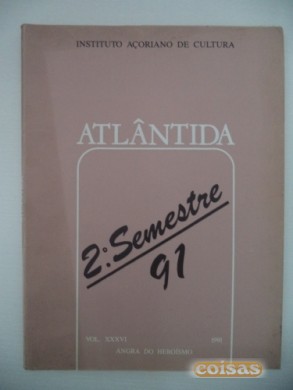 INSTITUTO AÇORIANO DE CULTURA
ATLÂNTIDA
2.º Semestre
91
VOL. XXXVI
ANGRA DO HEROÍSMO
coisas